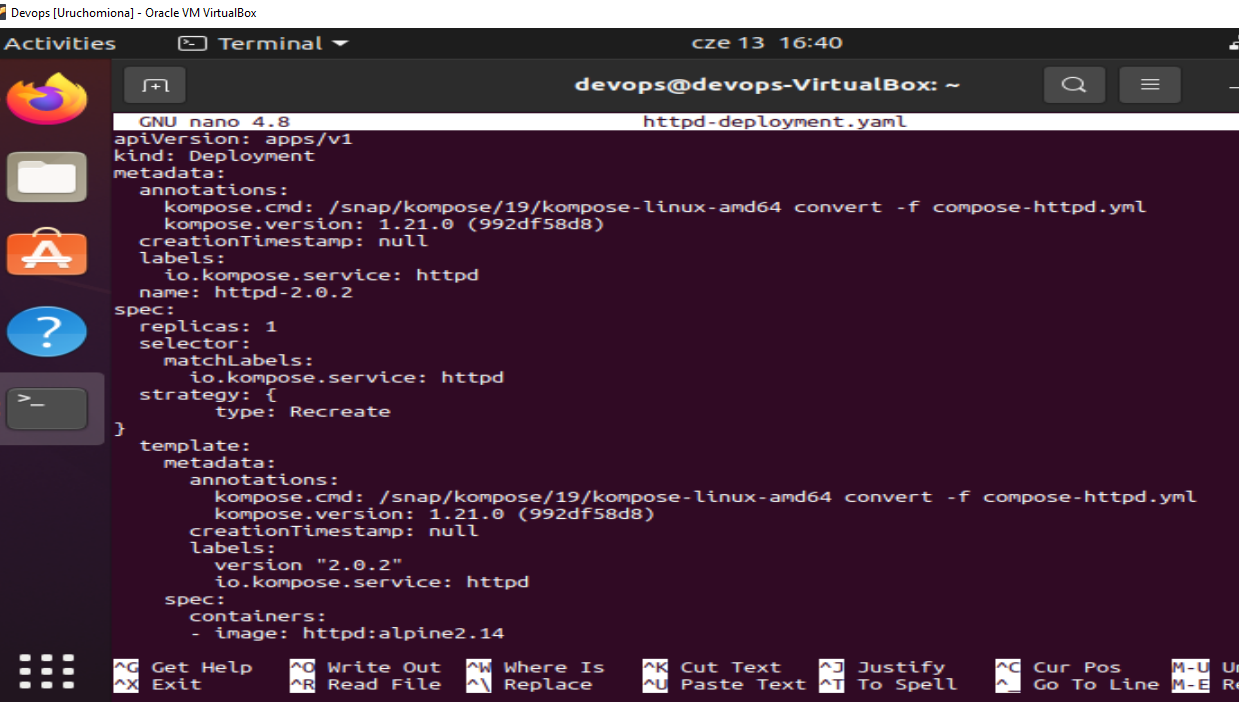 Devops [Uruchomiona] - Oracle VM VirtualBox
Activities Terminal cze 13 16:40
devops@devops-VirtualBox: ~
GNU nano 4.8 httpd-deployment.yaml
apiVersion: apps/v1
kind: Deployment
metadata:
  annotations:
    kompose.cmd: /snap/kompose/19/kompose-linux-amd64 convert -f compose-httpd.yml
    kompose.version: 1.21.0 (992df58d8)
  creationTimestamp: null
  labels:
    io.kompose.service: httpd
  name: httpd-2.0.2
spec:
  replicas: 1
  selector:
    matchLabels:
      io.kompose.service: httpd
  strategy: {
        type: Recreate
}
  template:
    metadata:
      annotations:
        kompose.cmd: /snap/kompose/19/kompose-linux-amd64 convert -f compose-httpd.yml
        kompose.version: 1.21.0 (992df58d8)
      creationTimestamp: null
      labels:
        version "2.0.2"
        io.kompose.service: httpd
    spec:
      containers:
      - image: httpd:alpine2.14
^G Get Help ^O Write Out ^W Where Is ^K Cut Text ^J Justify ^C Cur Pos M-U
^X Exit ^R Read File ^\ Replace ^U Paste Text ^T To Spell ^_ Go To Line M-E